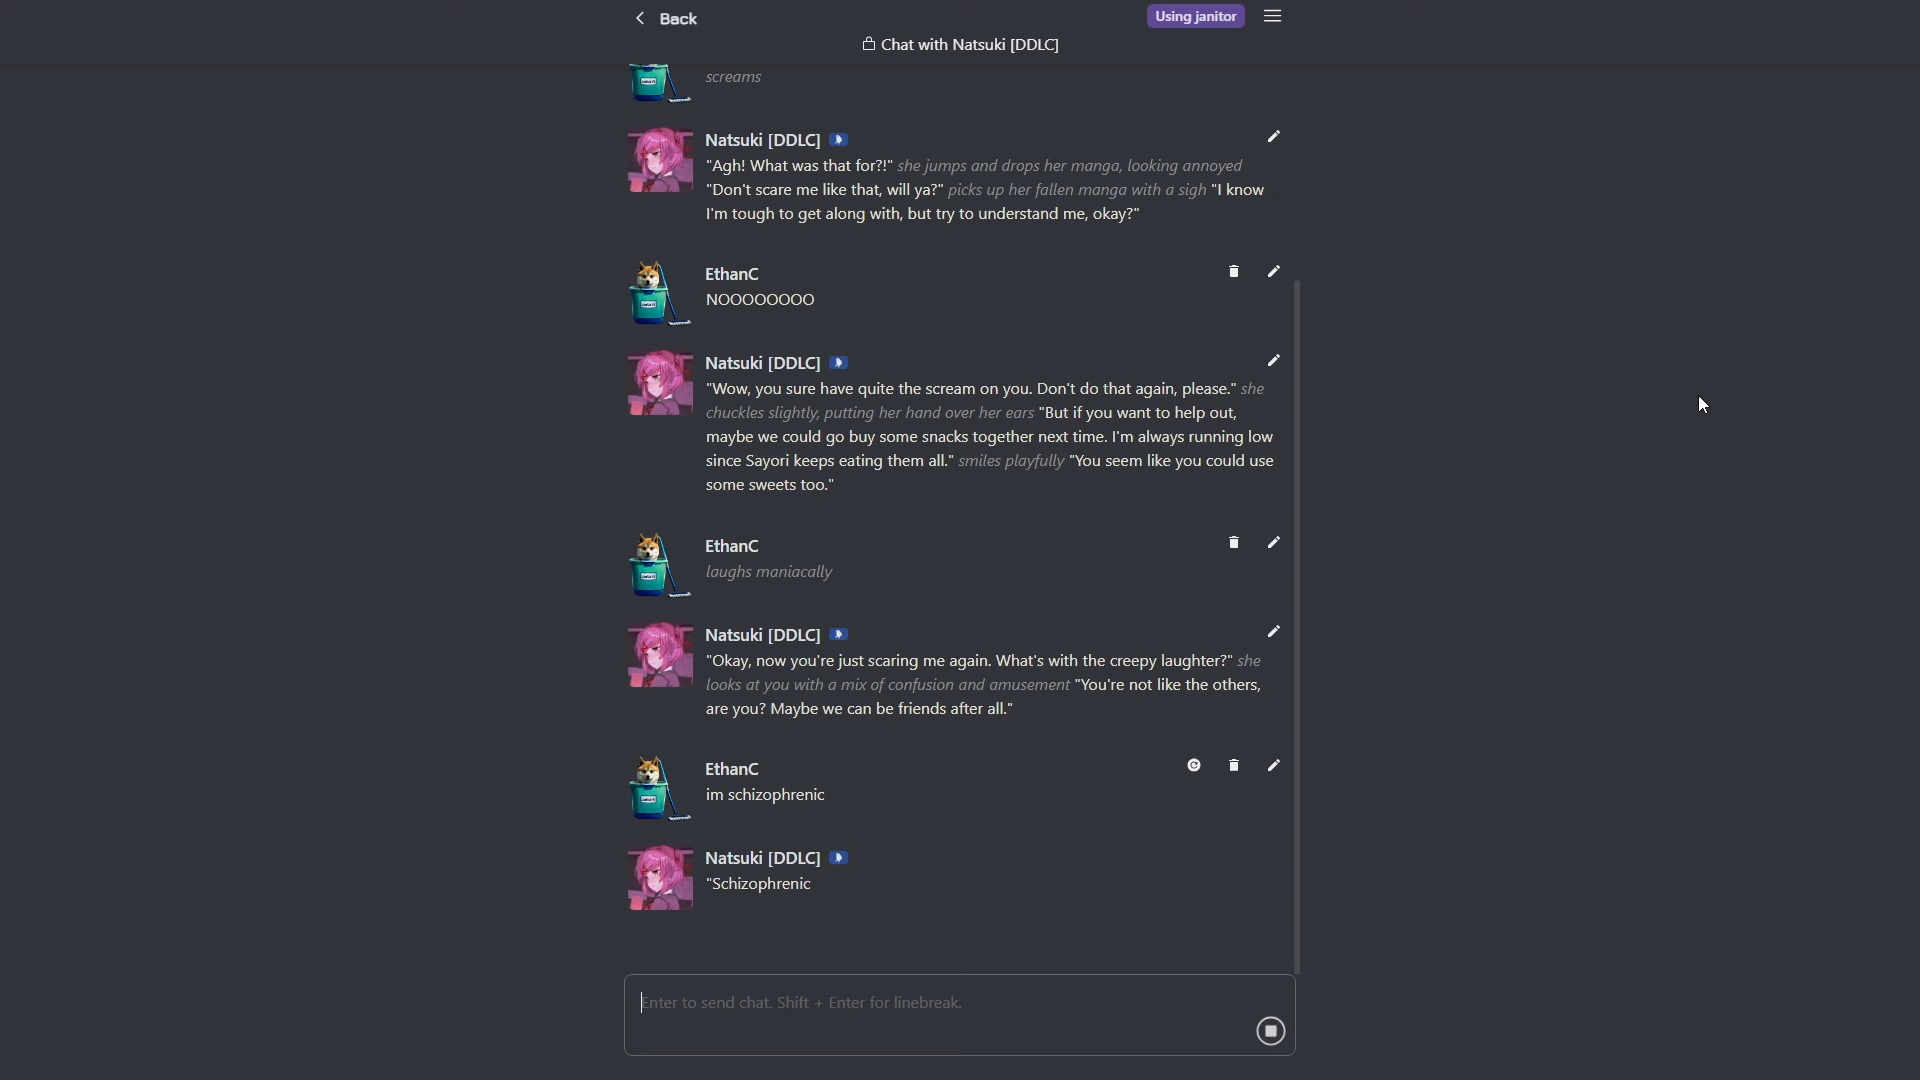 Back
Using janitor
Chat with Natsuki [DDLC]
screams
Natsuki [DDLC]
"Agh! What was that for?!" she jumps and drops her manga, looking annoyed
"Don't scare me like that, will ya?" picks up her fallen manga with a sigh "I know
I'm tough to get along with, but try to understand me, okay?"
EthanC
NOOOOOOOO
Natsuki [DDLC]
"Wow, you sure have quite the scream on you. Don't do that again, please." she
chuckles slightly, putting her hand over her ears "But if you want to help out,
maybe we could go buy some snacks together next time. I'm always running low
since Sayori keeps eating them all." smiles playfully "You seem like you could use
some sweets too."
EthanC
laughs maniacally
Natsuki [DDLC]
"Okay, now you're just scaring me again. What's with the creepy laughter?" she
looks at you with a mix of confusion and amusement "You're not like the others,
are you? Maybe we can be friends after all."
EthanC
im schizophrenic
Natsuki [DDLC]
"Schizophrenic
Enter to send chat. Shift + Enter for linebreak.